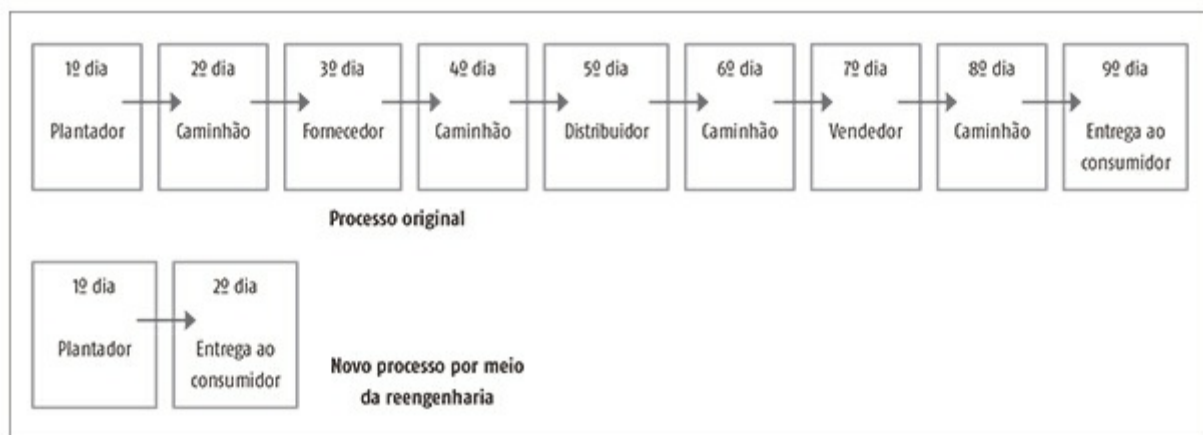 1º dia
Plantador
2º dia
Caminhão
3º dia
Fornecedor
4º dia
Caminhão
5º dia
Distribuidor
6º dia
Caminhão
7º dia
Vendedor
8º dia
Caminhão
9º dia
Entrega ao
consumidor
Processo original
1º dia
Plantador
2º dia
Entrega ao
consumidor
Novo processo por meio
da reengenharia